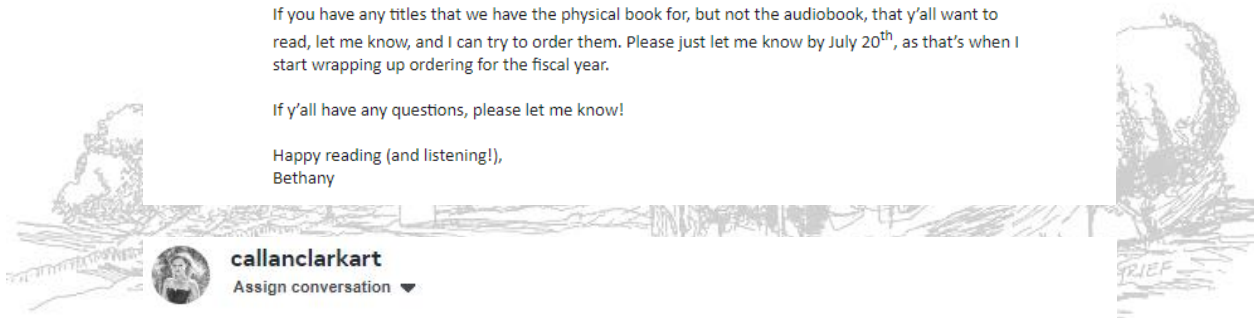 If you have any titles that we have the physical book for, but not the audiobook, that y’all want to
read, let me know, and I can try to order them. Please just let me know by July 20th, as that’s when I
start wrapping up ordering for the fiscal year.
If y’all have any questions, please let me know!
Happy reading (and listening!),
Bethany
callanclarkart
Assign conversation